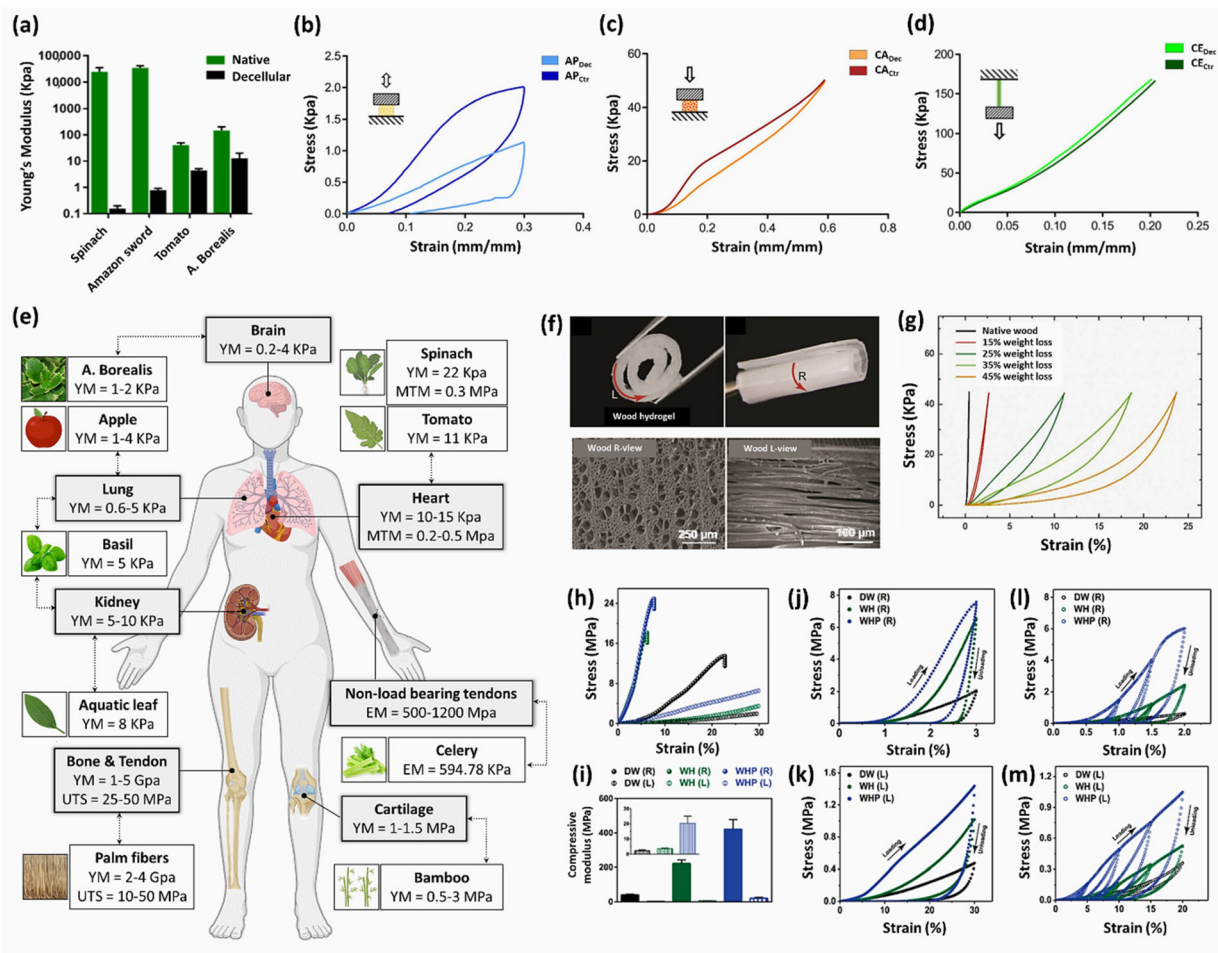 (a)
Young's Modulus (Kpa)
100,000
10,000
1000
100
10
1
0.1
Native
Decellular
Spinach
Amazon sword
Tomato
A. Borealis
(b)
Stress (Kpa)
2.5
2.0
1.5
1.0
0.5
0.0
AP_Dec
AP_Ctr
0.0 0.1 0.2 0.3 0.4
Strain (mm/mm)
(c)
Stress (Kpa)
60
40
20
0
CA_Dec
CA_Ctr
0.0 0.2 0.4 0.6 0.8
Strain (mm/mm)
(d)
Stress (Kpa)
200
150
100
50
0
CE_Dec
CE_Ctr
0.00 0.05 0.10 0.15 0.20 0.25
Strain (mm/mm)
(e)
Brain
YM = 0.2-4 KPa
A. Borealis
YM = 1-2 KPa
Apple
YM = 1-4 KPa
Lung
YM = 0.6-5 KPa
Basil
YM = 5 KPa
Kidney
YM = 5-10 KPa
Aquatic leaf
YM = 8 KPa
Bone & Tendon
YM = 1-5 Gpa
UTS = 25-50 MPa
Palm fibers
YM = 2-4 Gpa
UTS = 10-50 MPa
Spinach
YM = 22 Kpa
MTM = 0.3 MPa
Tomato
YM = 11 KPa
Heart
YM = 10-15 Kpa
MTM = 0.2-0.5 Mpa
Non-load bearing tendons
EM = 500-1200 Mpa
Celery
EM = 594.78 KPa
Cartilage
YM = 1-1.5 MPa
Bamboo
YM = 0.5-3 MPa
(f)
L
Wood hydrogel
R
Wood R-view
250 µm
Wood L-view
100 µm
(g)
Stress (KPa)
60
40
20
0
Native wood
15% weight loss
25% weight loss
35% weight loss
45% weight loss
0 5 10 15 20 25
Strain (%)
(h)
Stress (MPa)
24
16
8
0
0 10 20 30
Strain (%)
(i)
DW (R) WH (R) WHP (R)
DW (L) WH (L) WHP (L)
Compressive
modulus (MPa)
600
400
200
0
30
20
10
0
(j)
Stress (MPa)
8
6
4
2
0
DW (R)
WH (R)
WHP (R)
Loading
Unloading
0 1 2 3
Strain (%)
(k)
Stress (MPa)
1.6
1.2
0.8
0.4
0.0
DW (L)
WH (L)
WHP (L)
Loading
Unloading
0 10 20 30
Strain (%)
(l)
Stress (MPa)
8
6
4
2
0
DW (R)
WH (R)
WHP (R)
Loading
Unloading
0.0 0.5 1.0 1.5 2.0
Strain (%)
(m)
Stress (MPa)
1.2
0.9
0.6
0.3
0.0
DW (L)
WH (L)
WHP (L)
Loading
Unloading
0 5 10 15 20
Strain (%)